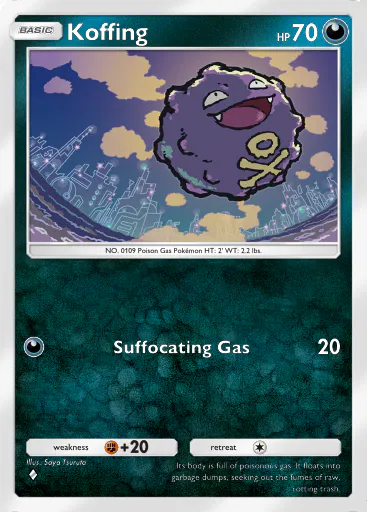 BASIC
Koffing
HP 70
NO. 0109 Poison Gas Pokémon HT: 2' WT: 2.2 lbs.
Suffocating Gas 20
weakness +20 retreat
Illus. Saya Tsuruta
Its body is full of poisonous gas. It floats into
garbage dumps, seeking out the fumes of raw,
rotting trash.